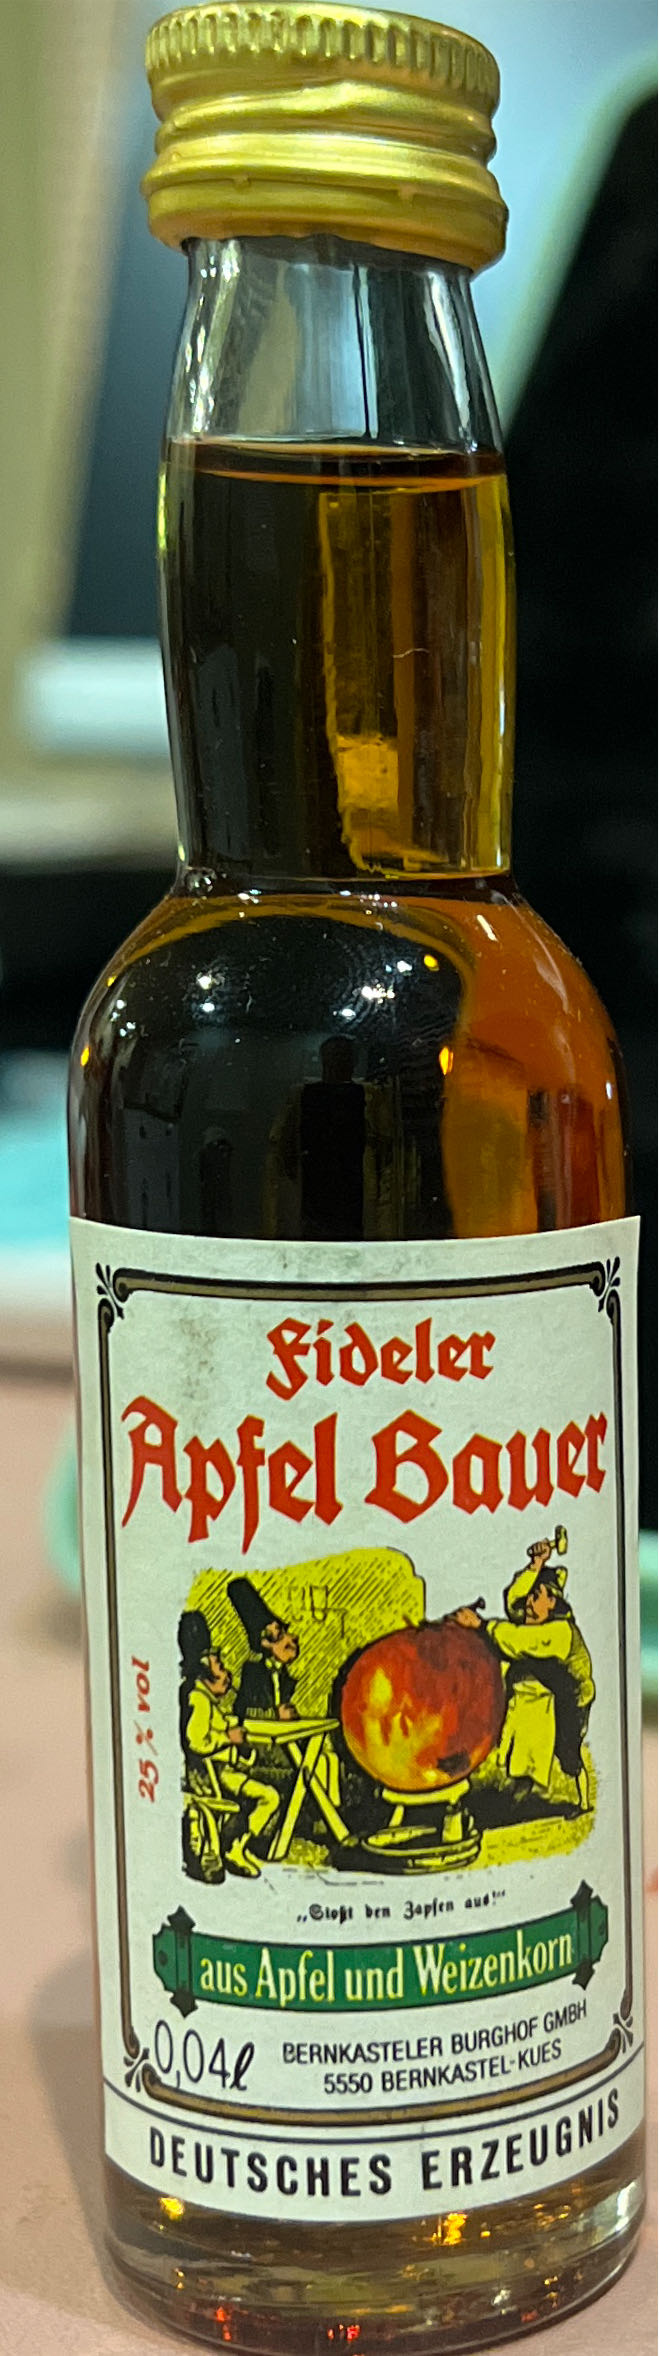 Fideler
Apfel Bauer
25% vol
„Stoßt den Zapfen aus!“
aus Apfel und Weizenkorn
0,04ℓ
BERNKASTELER BURGHOF GMBH
5550 BERNKASTEL-KUES
DEUTSCHES ERZEUGNIS